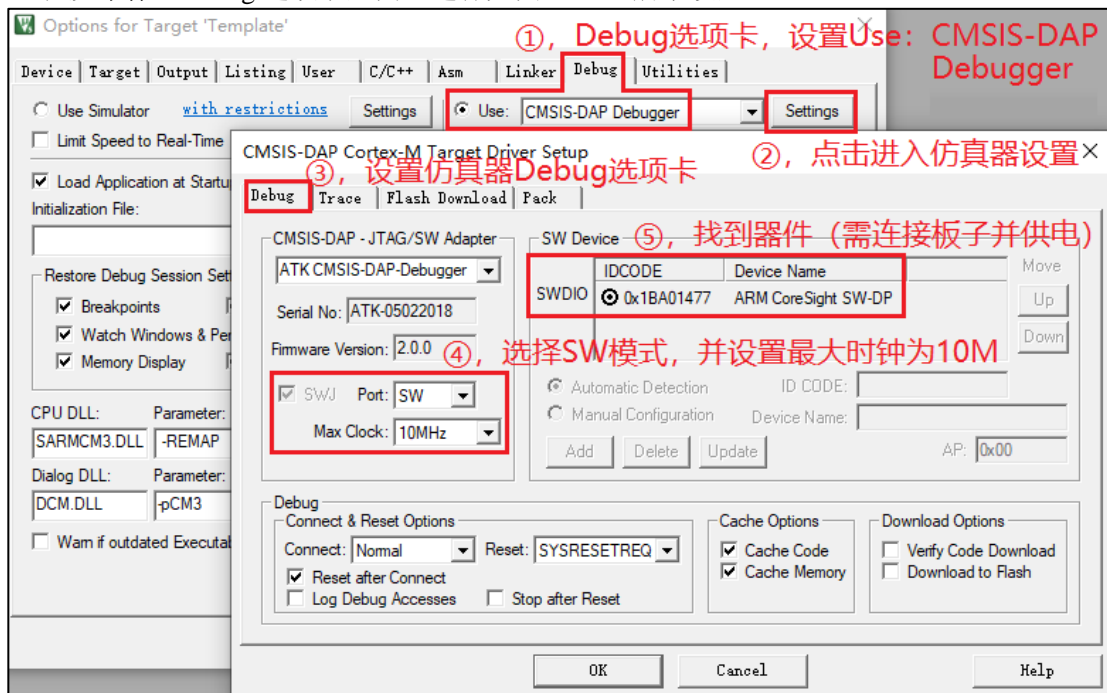 Options for Target 'Template'
①，Debug选项卡，设置Use：CMSIS-DAP Debugger
Device Target Output Listing User C/C++ Asm Linker Debug Utilities
Use Simulator with restrictions Settings Use: CMSIS-DAP Debugger Settings
Limit Speed to Real-Time
②，点击进入仿真器设置
Load Application at Startu
Initialization File:
Restore Debug Session Set
Breakpoints
Watch Windows & Per
Memory Display
CPU DLL: Parameter:
SARMCM3.DLL -REMAP
Dialog DLL: Parameter:
DCM.DLL -pCM3
Warn if outdated Executab
CMSIS-DAP Cortex-M Target Driver Setup
③，设置仿真器Debug选项卡
Debug Trace Flash Download Pack
CMSIS-DAP - JTAG/SW Adapter
ATK CMSIS-DAP-Debugger
Serial No: ATK-05022018
Firmware Version: 2.0.0
④，选择SW模式，并设置最大时钟为10M
SWJ Port: SW
Max Clock: 10MHz
SW Device
⑤，找到器件（需连接板子并供电）
IDCODE Device Name Move
SWDIO 0x1BA01477 ARM CoreSight SW-DP Up
Down
Automatic Detection ID CODE:
Manual Configuration Device Name:
Add Delete Update AP: 0x00
Debug
Connect & Reset Options
Connect: Normal Reset: SYSRESETREQ
Reset after Connect
Log Debug Accesses Stop after Reset
Cache Options
Cache Code
Cache Memory
Download Options
Verify Code Download
Download to Flash
OK Cancel Help